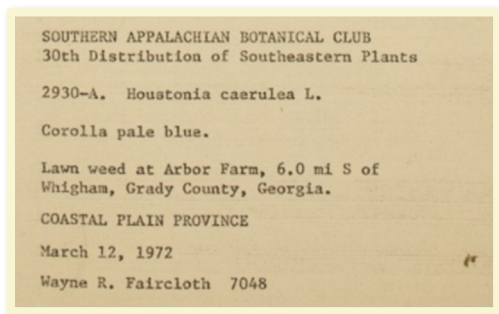 SOUTHERN APPALACHIAN BOTANICAL CLUB
30th Distribution of Southeastern Plants
2930-A. Houstonia caerulea L.
Corolla pale blue.
Lawn weed at Arbor Farm, 6.0 mi S of
Whigham, Grady County, Georgia.
COASTAL PLAIN PROVINCE
March 12, 1972
Wayne R. Faircloth 7048